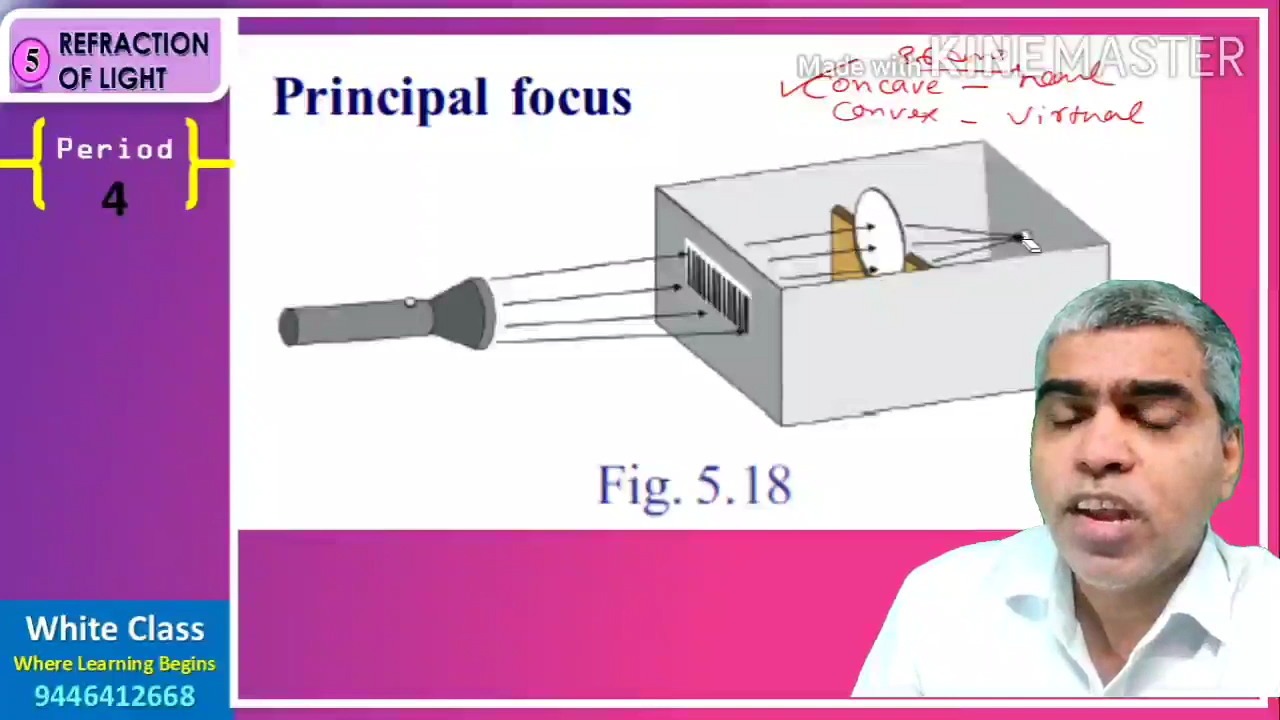 5
REFRACTION
OF LIGHT
Period
4
Principal focus
Made with KINEMASTER
Concave –
Convex – virtual
Fig. 5.18
White Class
Where Learning Begins
9446412668